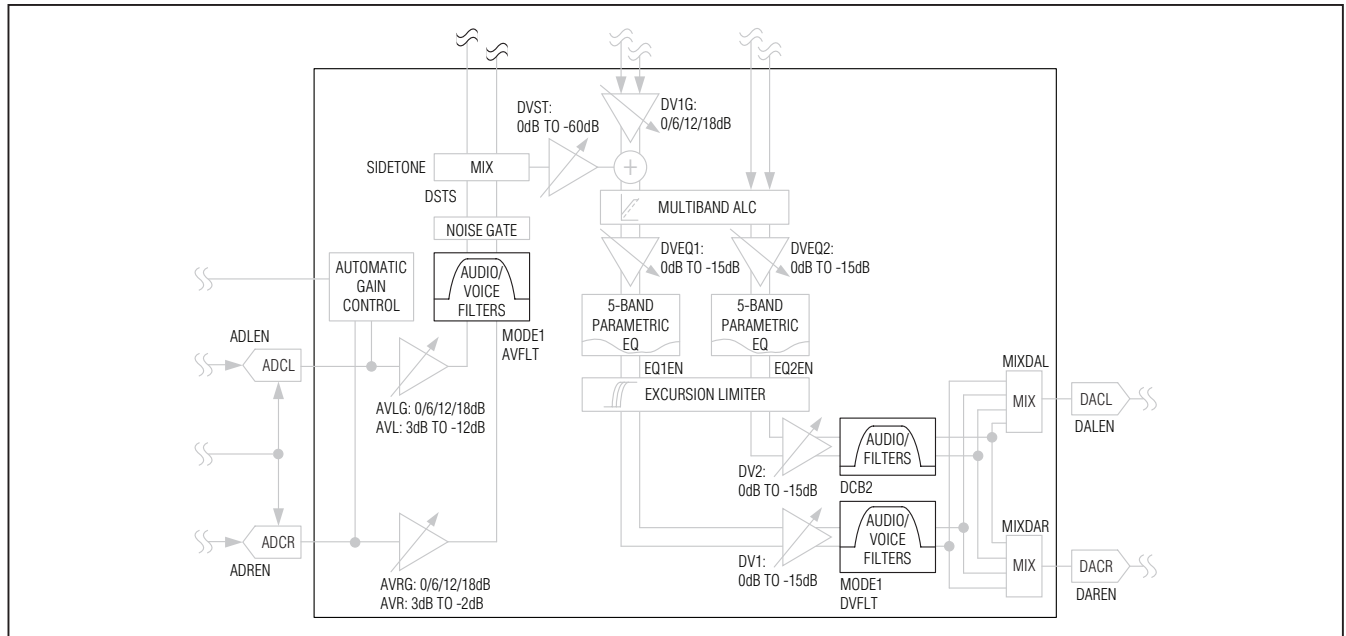 DVST:
0dB TO -60dB
DV1G:
0/6/12/18dB
SIDETONE
MIX
+
DSTS
MULTIBAND ALC
NOISE GATE
DVEQ1:
0dB TO -15dB
DVEQ2:
0dB TO -15dB
AUTOMATIC
GAIN
CONTROL
AUDIO/
VOICE
FILTERS
MODE1
AVFLT
5-BAND
PARAMETRIC
EQ
5-BAND
PARAMETRIC
EQ
EQ1EN
EQ2EN
ADLEN
ADCL
EXCURSION LIMITER
AVLG: 0/6/12/18dB
AVL: 3dB TO -12dB
MIXDAL
MIX
DACL
DALEN
DV2:
0dB TO -15dB
AUDIO/
FILTERS
DCB2
ADCR
ADREN
AVRG: 0/6/12/18dB
AVR: 3dB TO -2dB
DV1:
0dB TO -15dB
AUDIO/
VOICE
FILTERS
MODE1
DVFLT
MIXDAR
MIX
DACR
DAREN